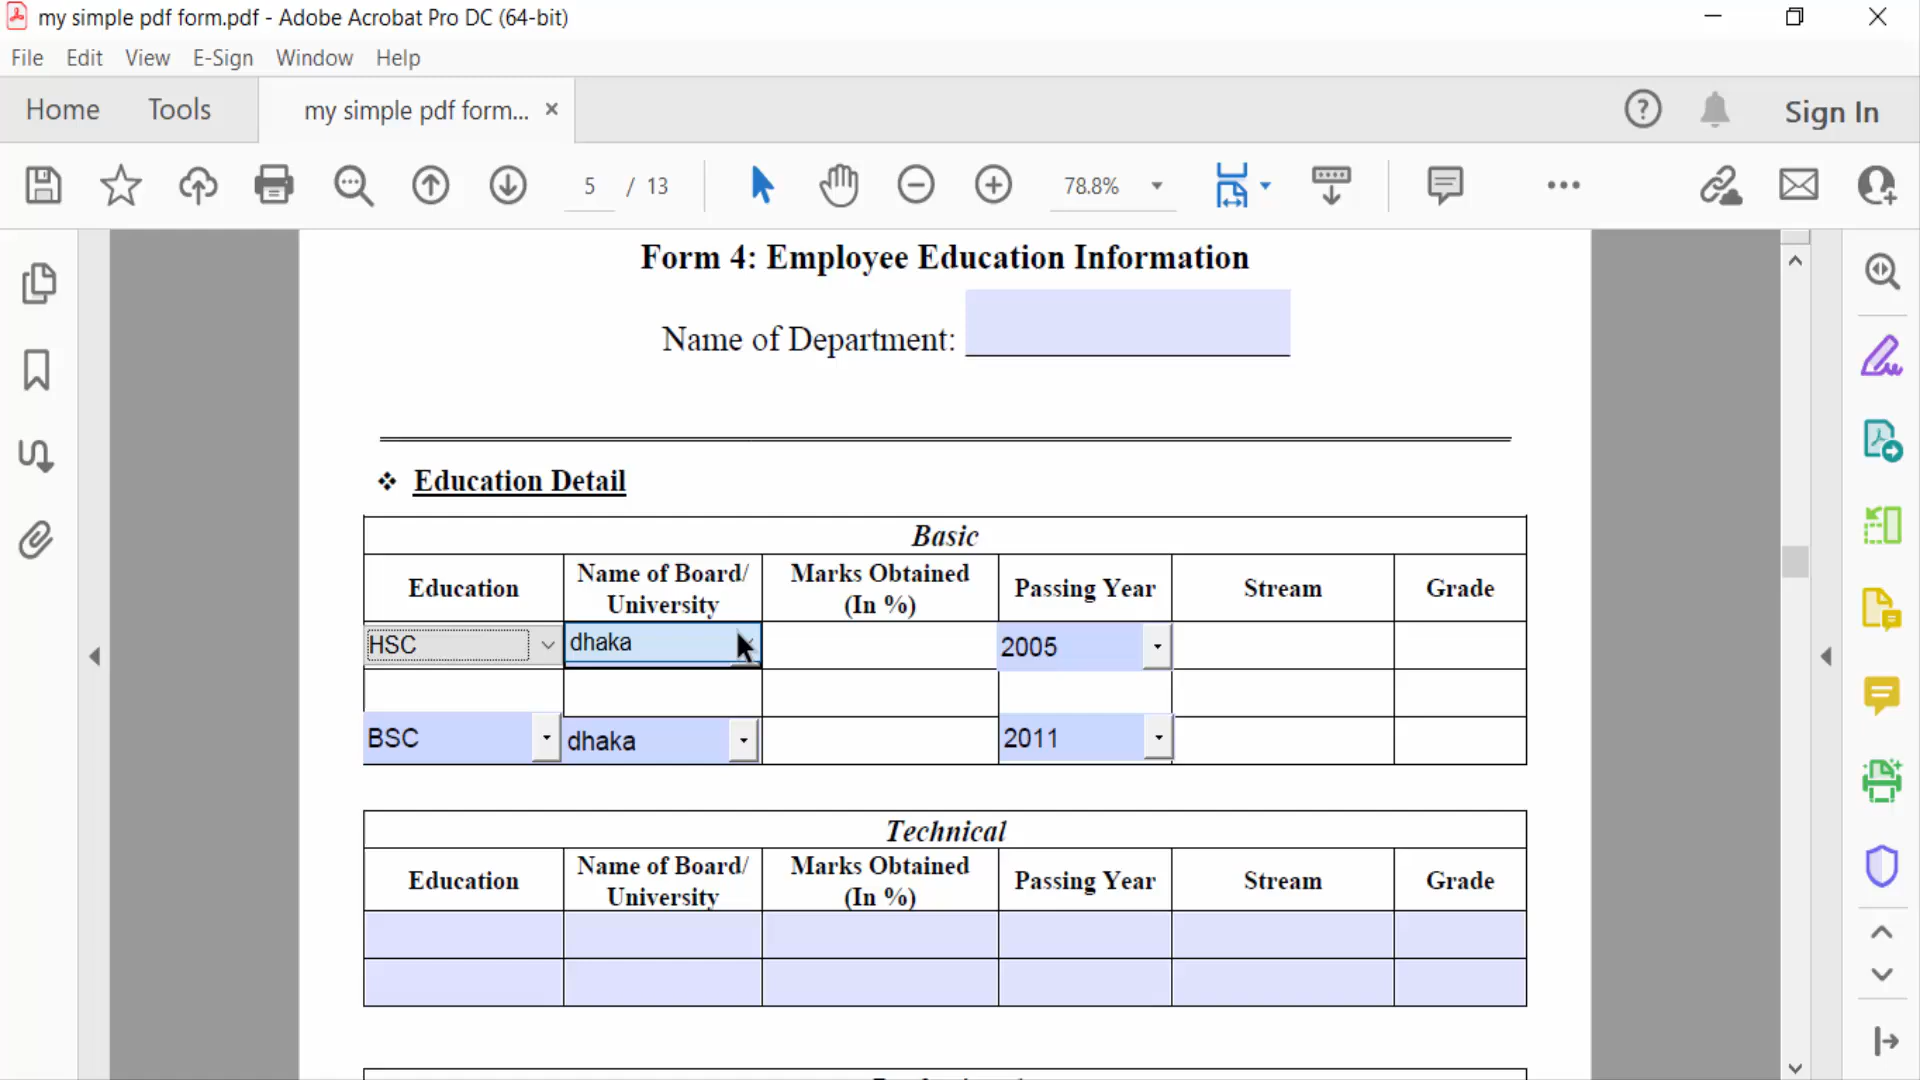 my simple pdf form.pdf - Adobe Acrobat Pro DC (64-bit)
File Edit View E-Sign Window Help
Home Tools my simple pdf form... × Sign In
5 / 13 78.8%
Form 4: Employee Education Information
Name of Department:
❖ Education Detail
Basic
Education Name of Board/ University Marks Obtained (In %) Passing Year Stream Grade
HSC dhaka 2005
BSC dhaka 2011
Technical
Education Name of Board/ University Marks Obtained (In %) Passing Year Stream Grade